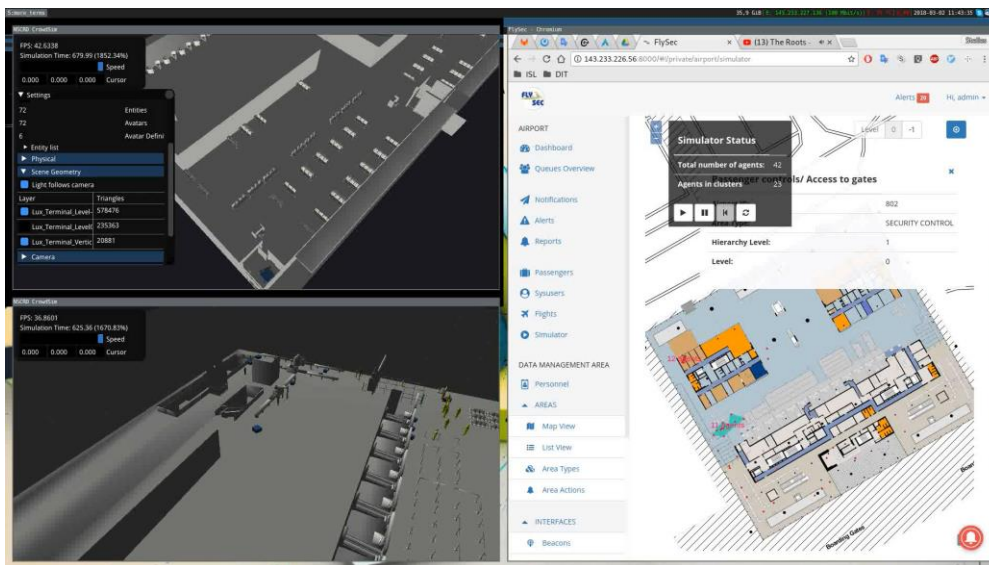 35,9 GiB
2018-03-02 11:43:35
MSCRD CrowdSim
FPS: 42.6338
Simulation Time: 679.99 (1852.34%)
Speed
0.000 0.000 0.000 Cursor
Settings
72 Entities
72 Avatars
6 Avatar Defini
Entity list
Physical
Scene Geometry
Light follows camera
Layer Triangles
Lux_Terminal_Level- 578476
Lux_Terminal_Level( 235363
Lux_Terminal_Vertic 20881
Camera
MSCRD CrowdSim
FPS: 36.8601
Simulation Time: 625.36 (1670.83%)
Speed
0.000 0.000 0.000 Cursor
FlySec - Chromium
FlySec
(13) The Roots -
143.233.226.56:8000/#/private/airport/simulator
ISL DIT
FLY SEC
Alerts 20 Hi, admin
AIRPORT
Dashboard
Queues Overview
Notifications
Alerts
Reports
Passengers
Sysusers
Flights
Simulator
DATA MANAGEMENT AREA
Personnel
AREAS
Map View
List View
Area Types
Area Actions
INTERFACES
Beacons
Level 0 -1
Simulator Status
Total number of agents: 42
Agents in clusters 23
Passenger controls/ Access to gates
802
SECURITY CONTROL
Hierarchy Level: 1
Level: 0
Boarding Gates